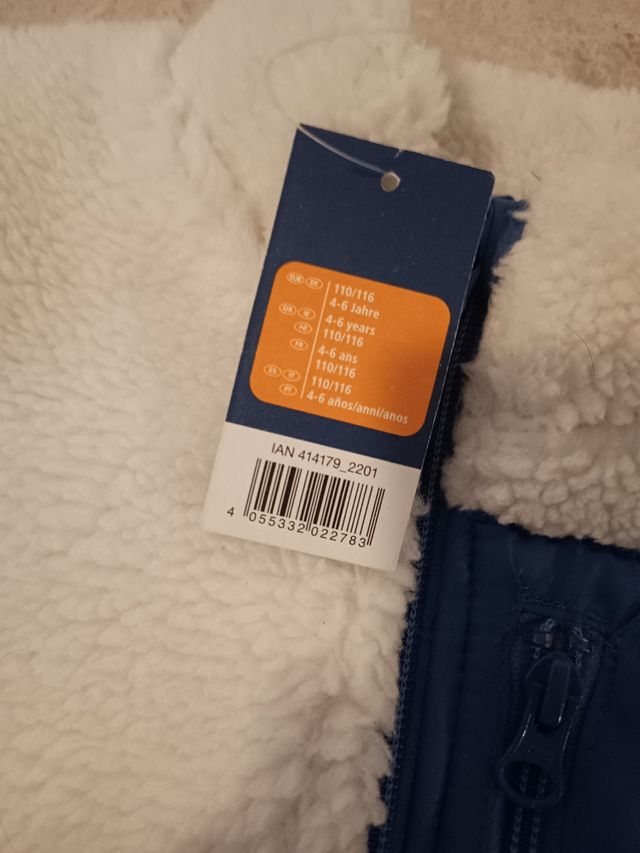 EUR DE 110/116
4-6 Jahre
GB IE 4-6 years
110/116
FR 4-6 ans
110/116
ES IT 110/116
PT 4-6 años/anni/anos
IAN 414179_2201
4 055332 022783